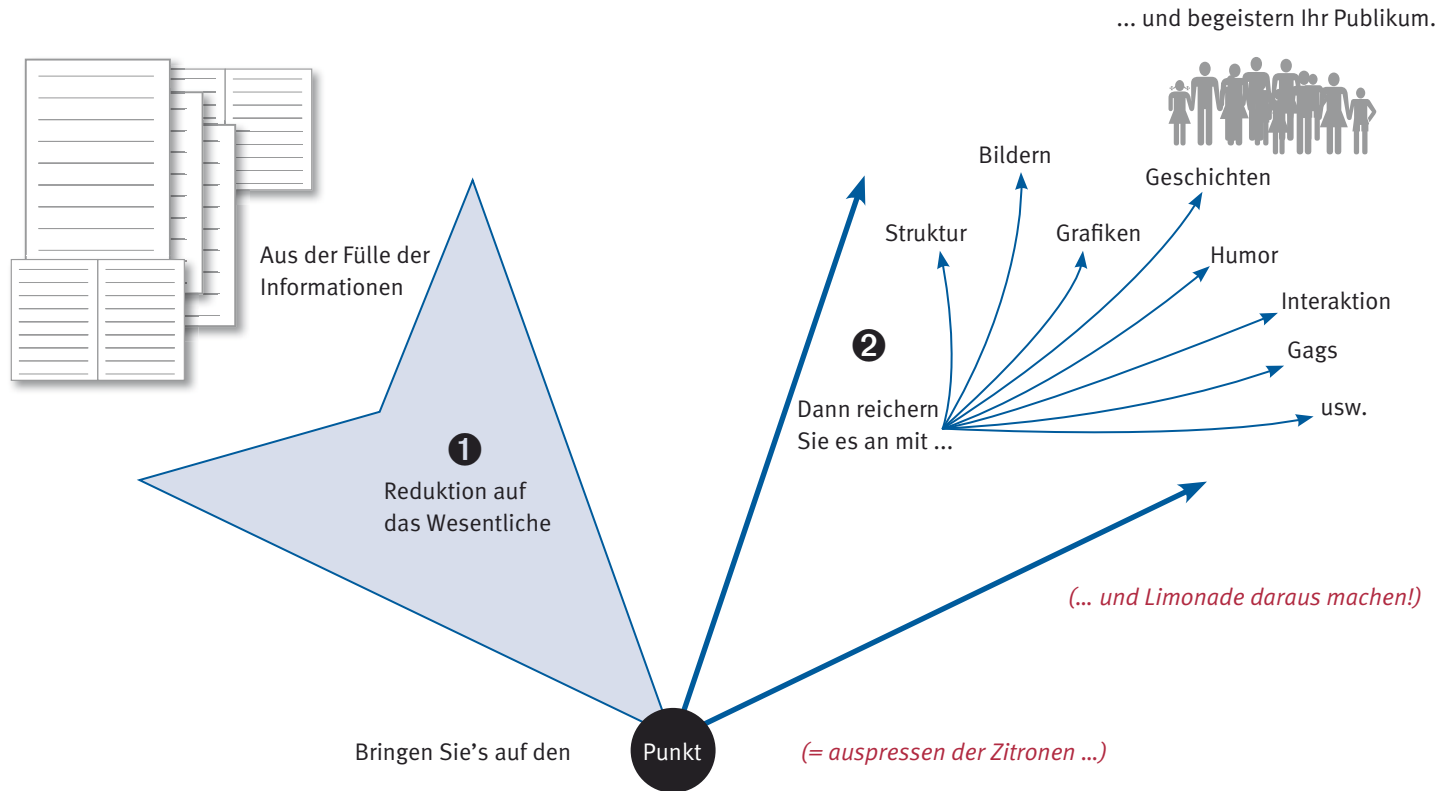 ... und begeistern Ihr Publikum.
Aus der Fülle der
Informationen
❶
Reduktion auf
das Wesentliche
Bringen Sie’s auf den
Punkt
(= auspressen der Zitronen ...)
❷
Dann reichern
Sie es an mit ...
Struktur
Bildern
Grafiken
Geschichten
Humor
Interaktion
Gags
usw.
(... und Limonade daraus machen!)